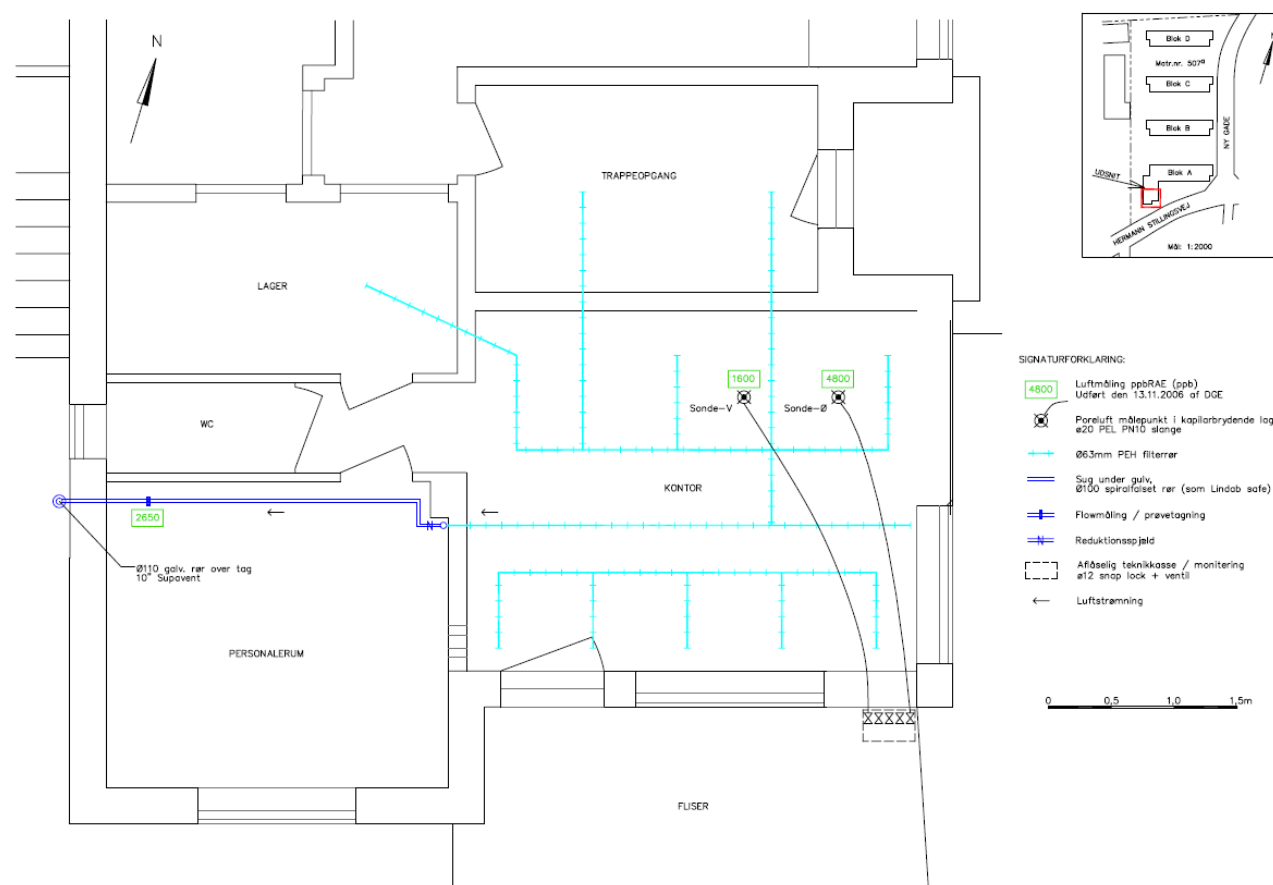 N
TRAPPEOPGANG
LAGER
1600
4800
Sonde-V
Sonde-Ø
WC
KONTOR
2650
N
Ø110 galv. rør over tag
10" Supavent
PERSONALERUM
FLISER
Blok D
Matr.nr. 507ᵍ
Blok C
Blok B
Blok A
NY GADE
UDSNIT
HERMANN STILLINGSVEJ
Mål: 1:2000
N
SIGNATURFORKLARING:
4800
Luftmåling ppbRAE (ppb)
Udført den 13.11.2006 af DGE
Poreluft målepunkt i kapilarbrydende lag
ø20 PEL PN10 slange
Ø63mm PEH filterrør
Sug under gulv,
Ø100 spiralfalset rør (som Lindab safe)
Flowmåling / prøvetagning
N
Reduktionsspjæld
Aflåselig teknikkasse / monitering
ø12 snap lock + ventil
Luftstrømning
0 0,5 1,0 1,5m